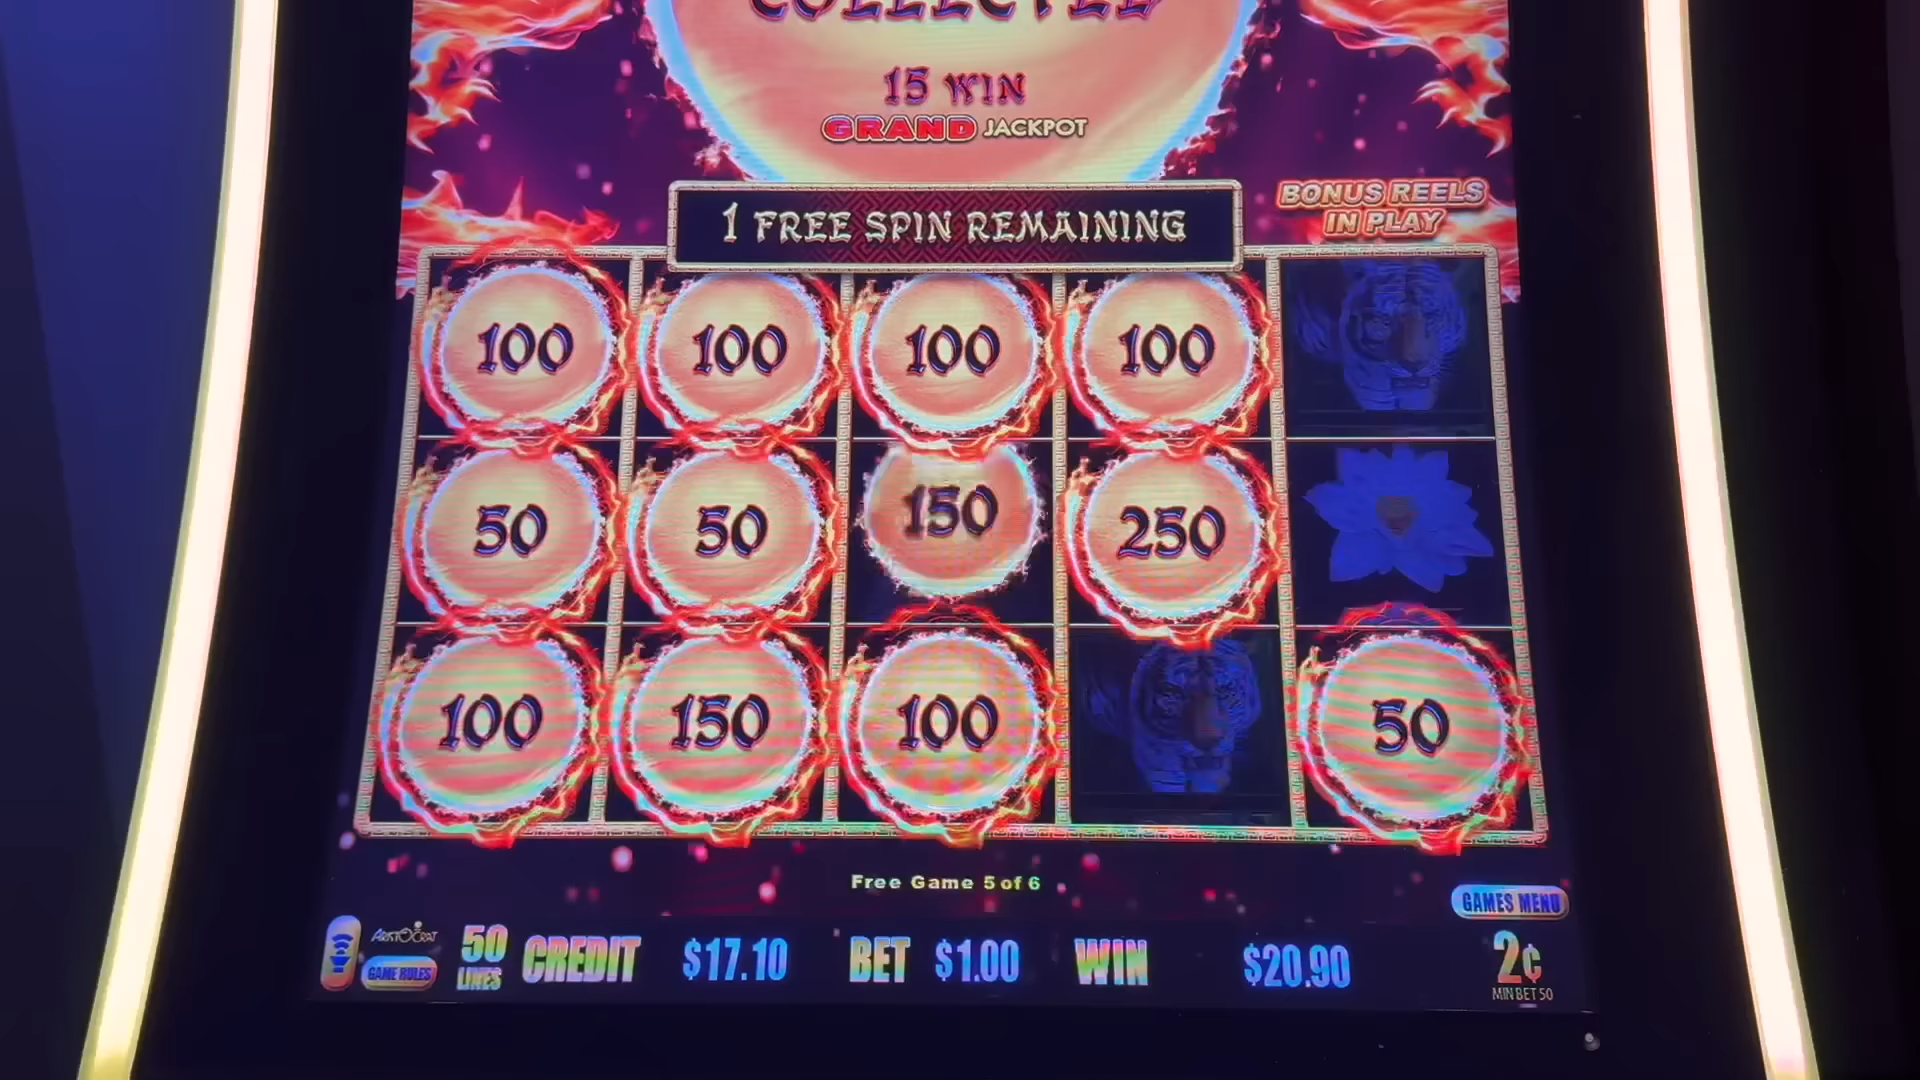 COLLECTED
15 WIN
GRAND JACKPOT
1 FREE SPIN REMAINING
BONUS REELS
IN PLAY
100 100 100 100
50 50 150 250
100 150 100 50
Free Game 5 of 6
GAMES MENU
ARISTOCRAT
GAME RULES
50
LINES
CREDIT $17.10 BET $1.00 WIN $20.90
2¢
MIN BET 50